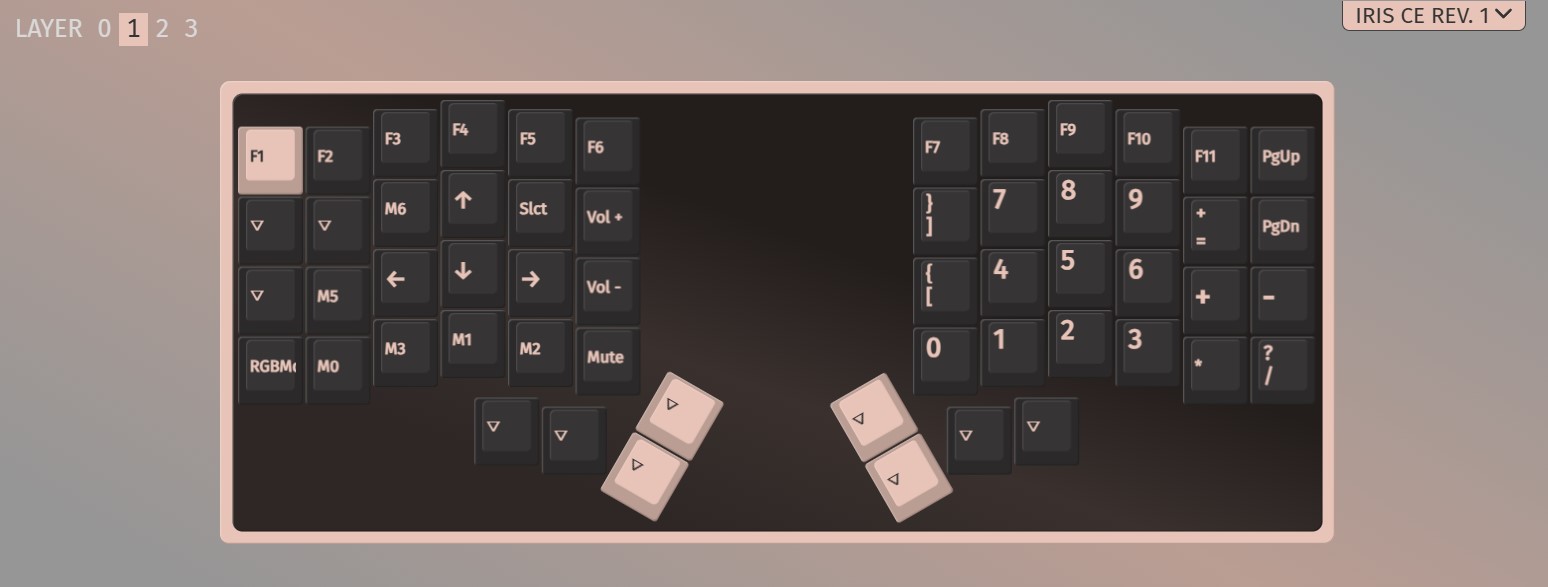 LAYER 0 1 2 3
IRIS CE REV. 1
F1 F2 F3 F4 F5 F6 F7 F8 F9 F10 F11 PgUp
▽ ▽ M6 ↑ Slct Vol + } ] 7 8 9 + = PgDn
▽ M5 ← ↓ → Vol - { [ 4 5 6 + -
RGBMo M0 M3 M1 M2 Mute 0 1 2 3 * ? /
▽ ▽ ▷ ◁ ▽ ▽
▷ ◁